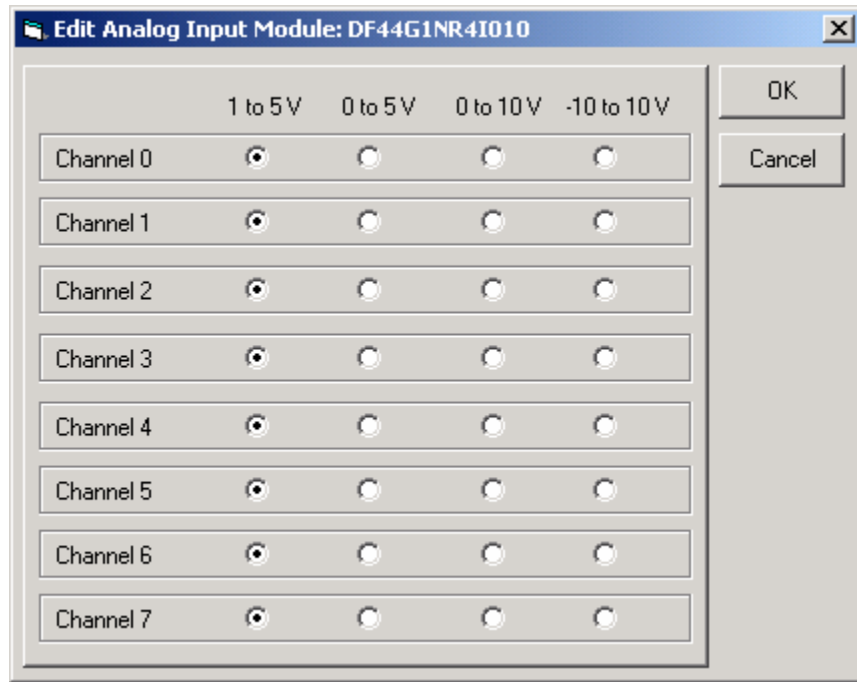 Edit Analog Input Module: DF44G1NR4I010
1 to 5 V 0 to 5 V 0 to 10 V -10 to 10 V
OK
Channel 0
Cancel
Channel 1
Channel 2
Channel 3
Channel 4
Channel 5
Channel 6
Channel 7